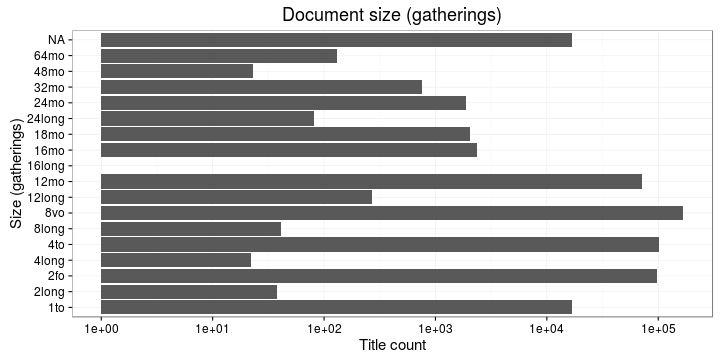 Document size (gatherings)
Size (gatherings)
NA
64mo
48mo
32mo
24mo
24long
18mo
16mo
16long
12mo
12long
8vo
8long
4to
4long
2fo
2long
1to
1e+00 1e+01 1e+02 1e+03 1e+04 1e+05
Title count